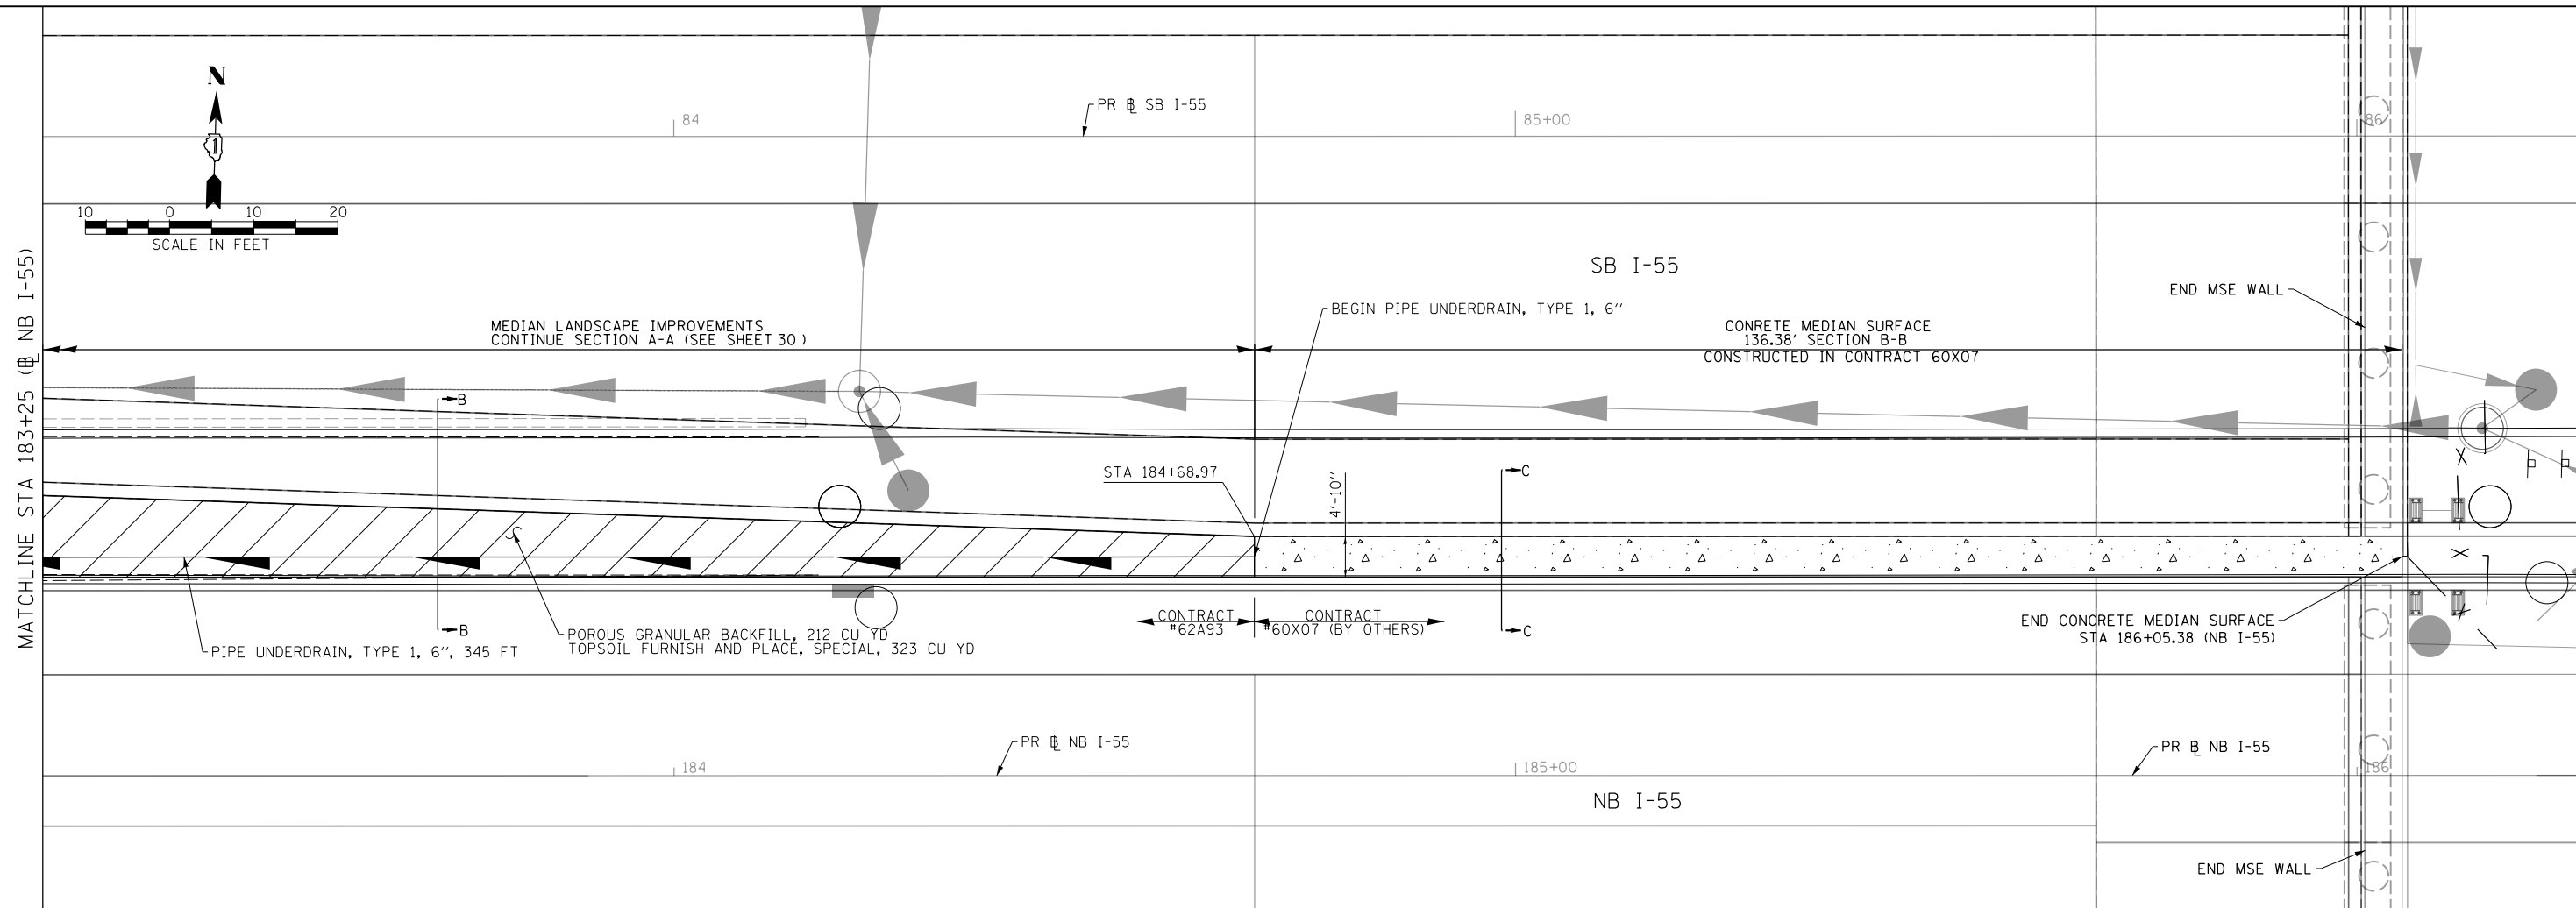 N
1
10 0 10 20
SCALE IN FEET
MATCHLINE STA 183+25 (B͟L NB I-55)
84
PR BL SB I-55
85+00
86
SB I-55
END MSE WALL
BEGIN PIPE UNDERDRAIN, TYPE 1, 6"
MEDIAN LANDSCAPE IMPROVEMENTS
CONTINUE SECTION A-A (SEE SHEET 30 )
CONRETE MEDIAN SURFACE
136.38' SECTION B-B
CONSTRUCTED IN CONTRACT 60X07
B
STA 184+68.97
4'-10"
C
B
C
CONTRACT
#62A93
CONTRACT
#60X07 (BY OTHERS)
END CONCRETE MEDIAN SURFACE
STA 186+05.38 (NB I-55)
PIPE UNDERDRAIN, TYPE 1, 6", 345 FT
POROUS GRANULAR BACKFILL, 212 CU YD
TOPSOIL FURNISH AND PLACE, SPECIAL, 323 CU YD
PR BL NB I-55
PR BL NB I-55
184
185+00
186
NB I-55
END MSE WALL